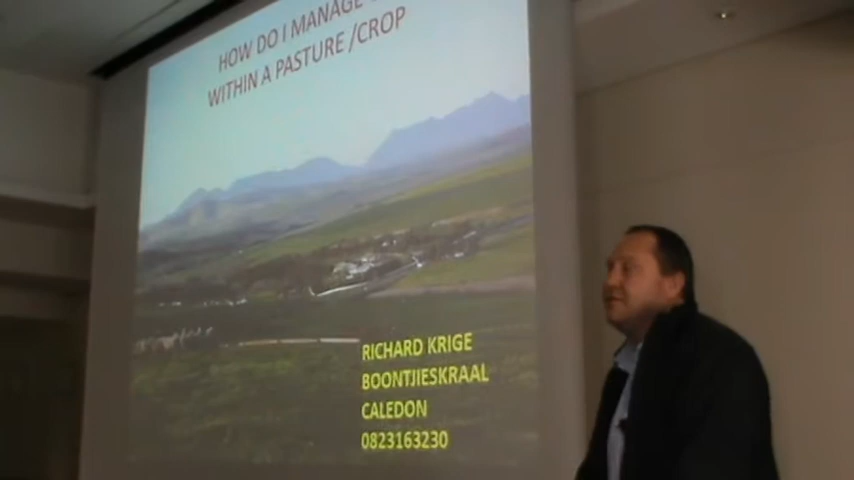 HOW DO I MANAGE
WITHIN A PASTURE /CROP
RICHARD KRIGE
BOONTJIESKRAAL
CALEDON
0823163230